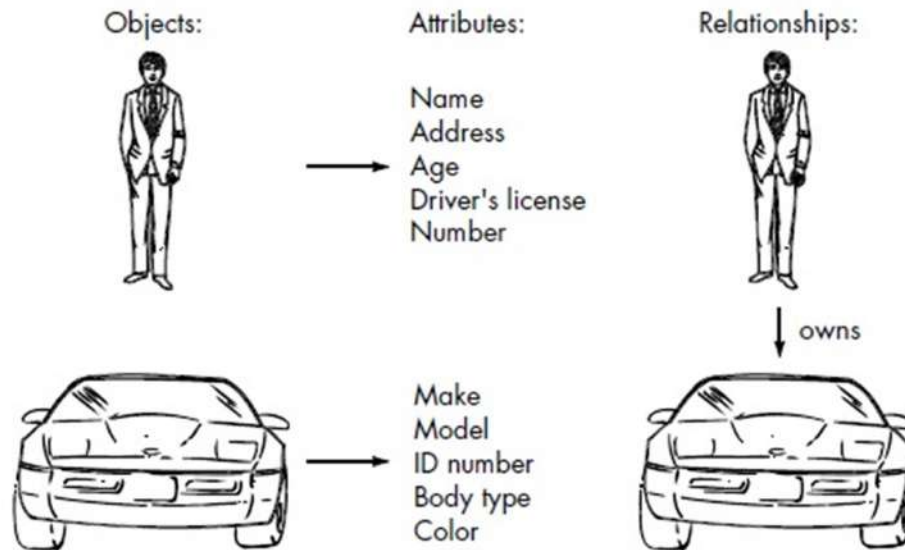 Objects:
Attributes:
Relationships:
Name
Address
Age
Driver's license
Number
owns
Make
Model
ID number
Body type
Color